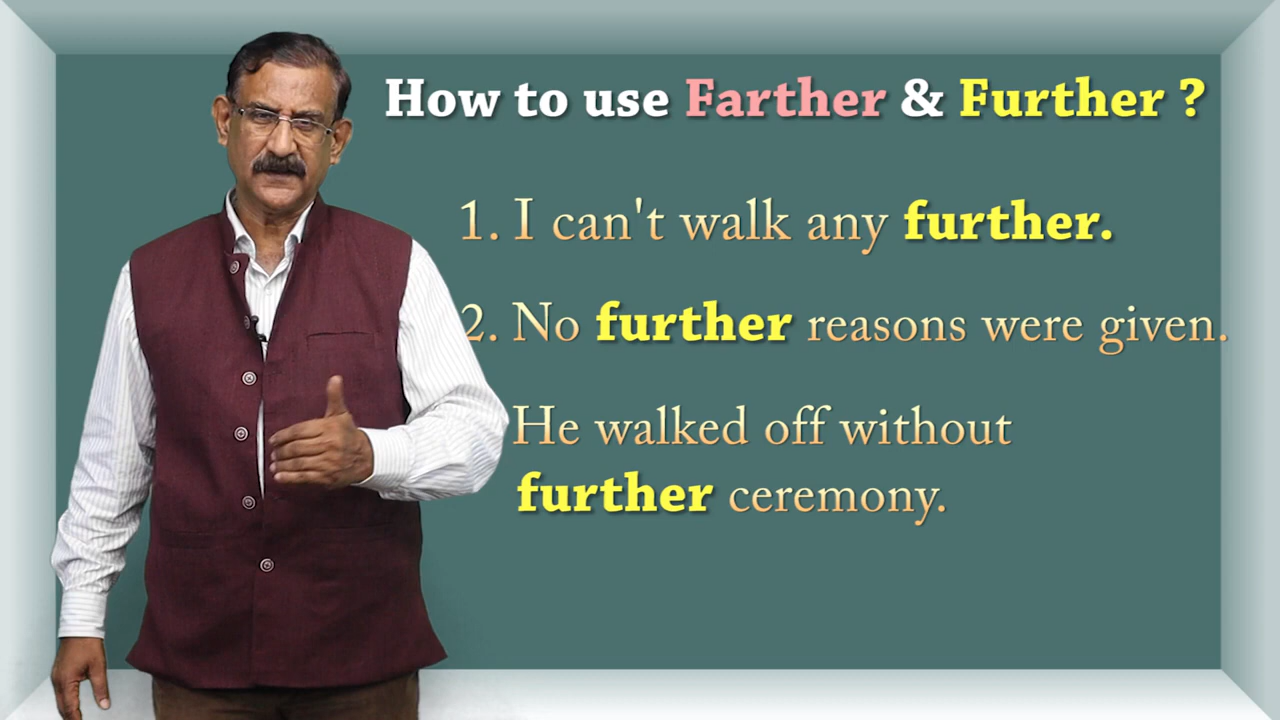 How to use Farther & Further ?
1. I can't walk any further.
2. No further reasons were given.
He walked off without
further ceremony.